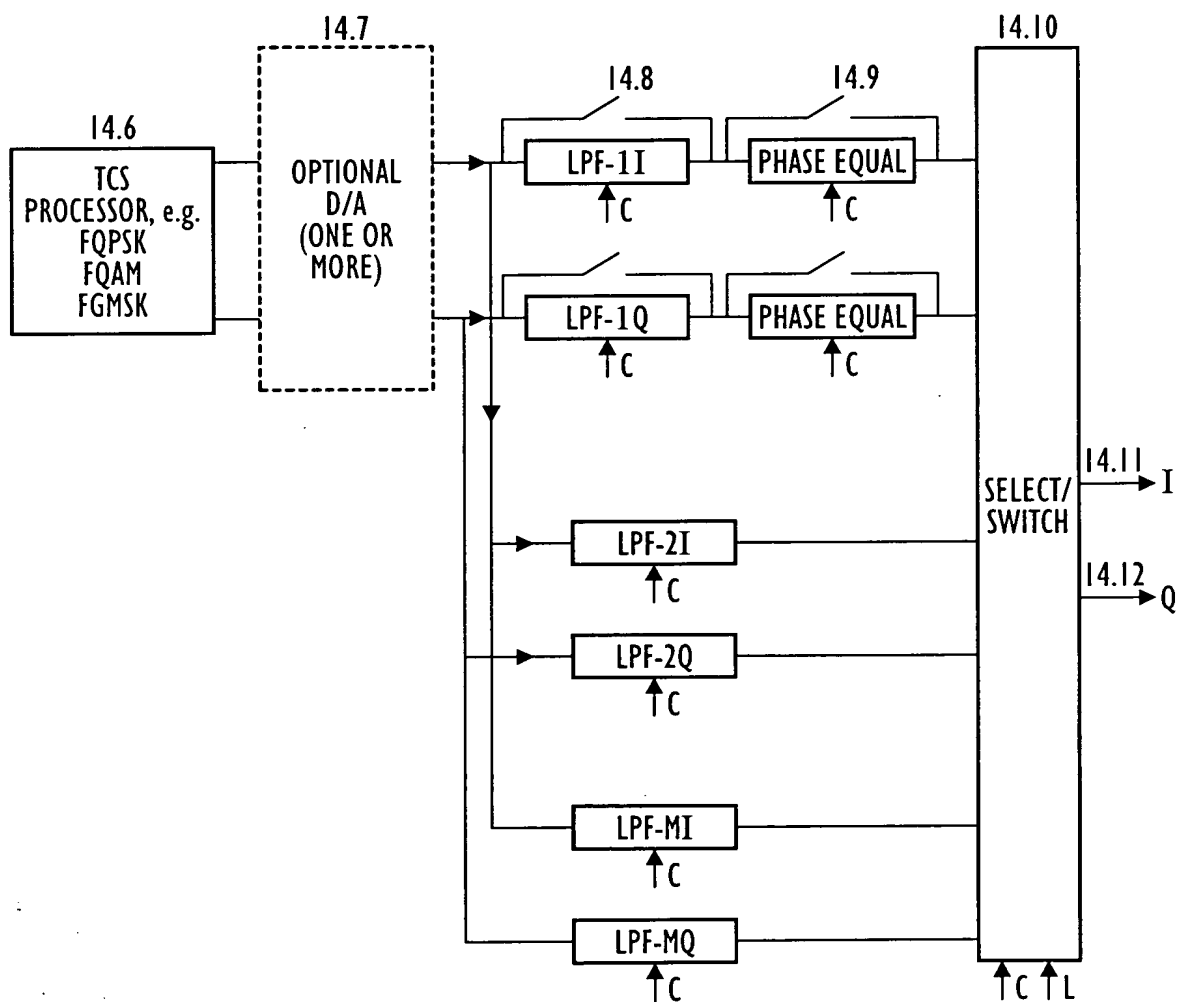 14.7
14.10
14.6
14.8
14.9
TCS
PROCESSOR, e.g.
FQPSK
FQAM
FGMSK
OPTIONAL
D/A
(ONE OR
MORE)
LPF-1I
PHASE EQUAL
C
C
LPF-1Q
PHASE EQUAL
C
C
SELECT/
SWITCH
14.11
I
14.12
Q
LPF-2I
C
LPF-2Q
C
LPF-MI
C
LPF-MQ
C
C
L